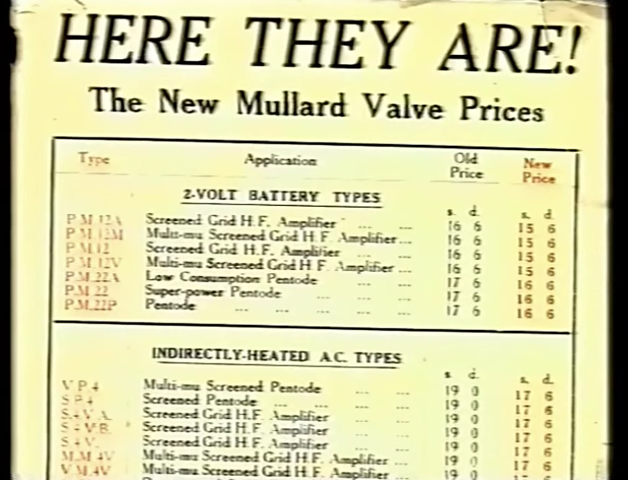 HERE THEY ARE!
The New Mullard Valve Prices
Type Application Old Price New Price
2-VOLT BATTERY TYPES
s. d. s. d.
P.M.12A Screened Grid H.F. Amplifier ... ... 16 6 15 6
P.M.12M Multi-mu Screened Grid H.F. Amplifier ... 16 6 15 6
P.M.12 Screened Grid H.F. Amplifier ... ... 16 6 15 6
P.M.12V Multi-mu Screened Grid H.F. Amplifier ... 16 6 15 6
P.M.22A Low Consumption Pentode ... ... 17 6 16 6
P.M.22 Super-power Pentode ... ... ... 17 6 16 6
P.M.22P Pentode ... ... ... ... ... 17 6 16 6
INDIRECTLY-HEATED A.C. TYPES
s. d. s. d.
V.P.4 Multi-mu Screened Pentode ... ... 19 0 17 6
S.P.4 Screened Pentode ... ... ... 19 0 17 6
S.4.V.A. Screened Grid H.F. Amplifier ... ... 19 0 17 6
S.4.V.B. Screened Grid H.F. Amplifier ... ... 19 0 17 6
S.4.V. Screened Grid H.F. Amplifier ... ... 19 0 17 6
M.M.4V Multi-mu Screened Grid H.F. Amplifier ... 19 0 17 6
V.M.4V Multi-mu Screened Grid H.F. Amplifier ... 19 0 17 6